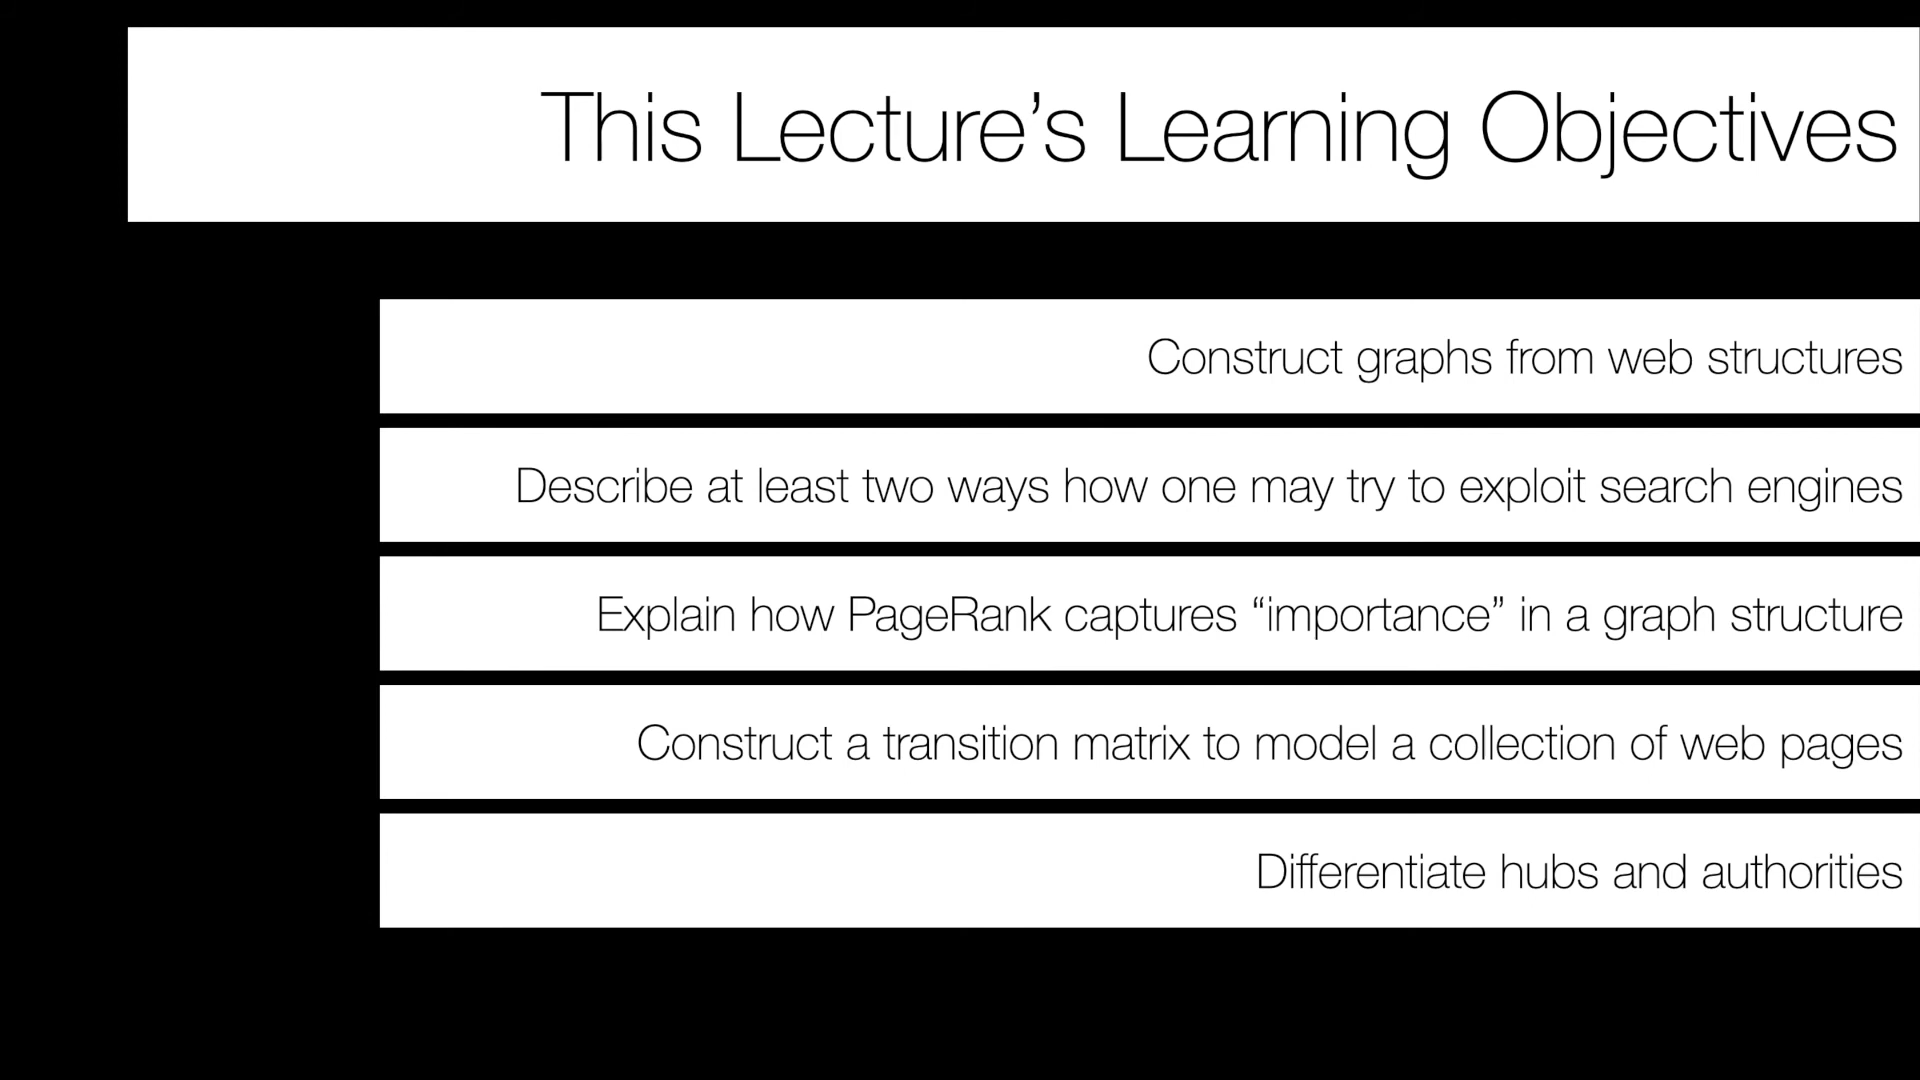 This Lecture’s Learning Objectives
Construct graphs from web structures
Describe at least two ways how one may try to exploit search engines
Explain how PageRank captures “importance” in a graph structure
Construct a transition matrix to model a collection of web pages
Differentiate hubs and authorities